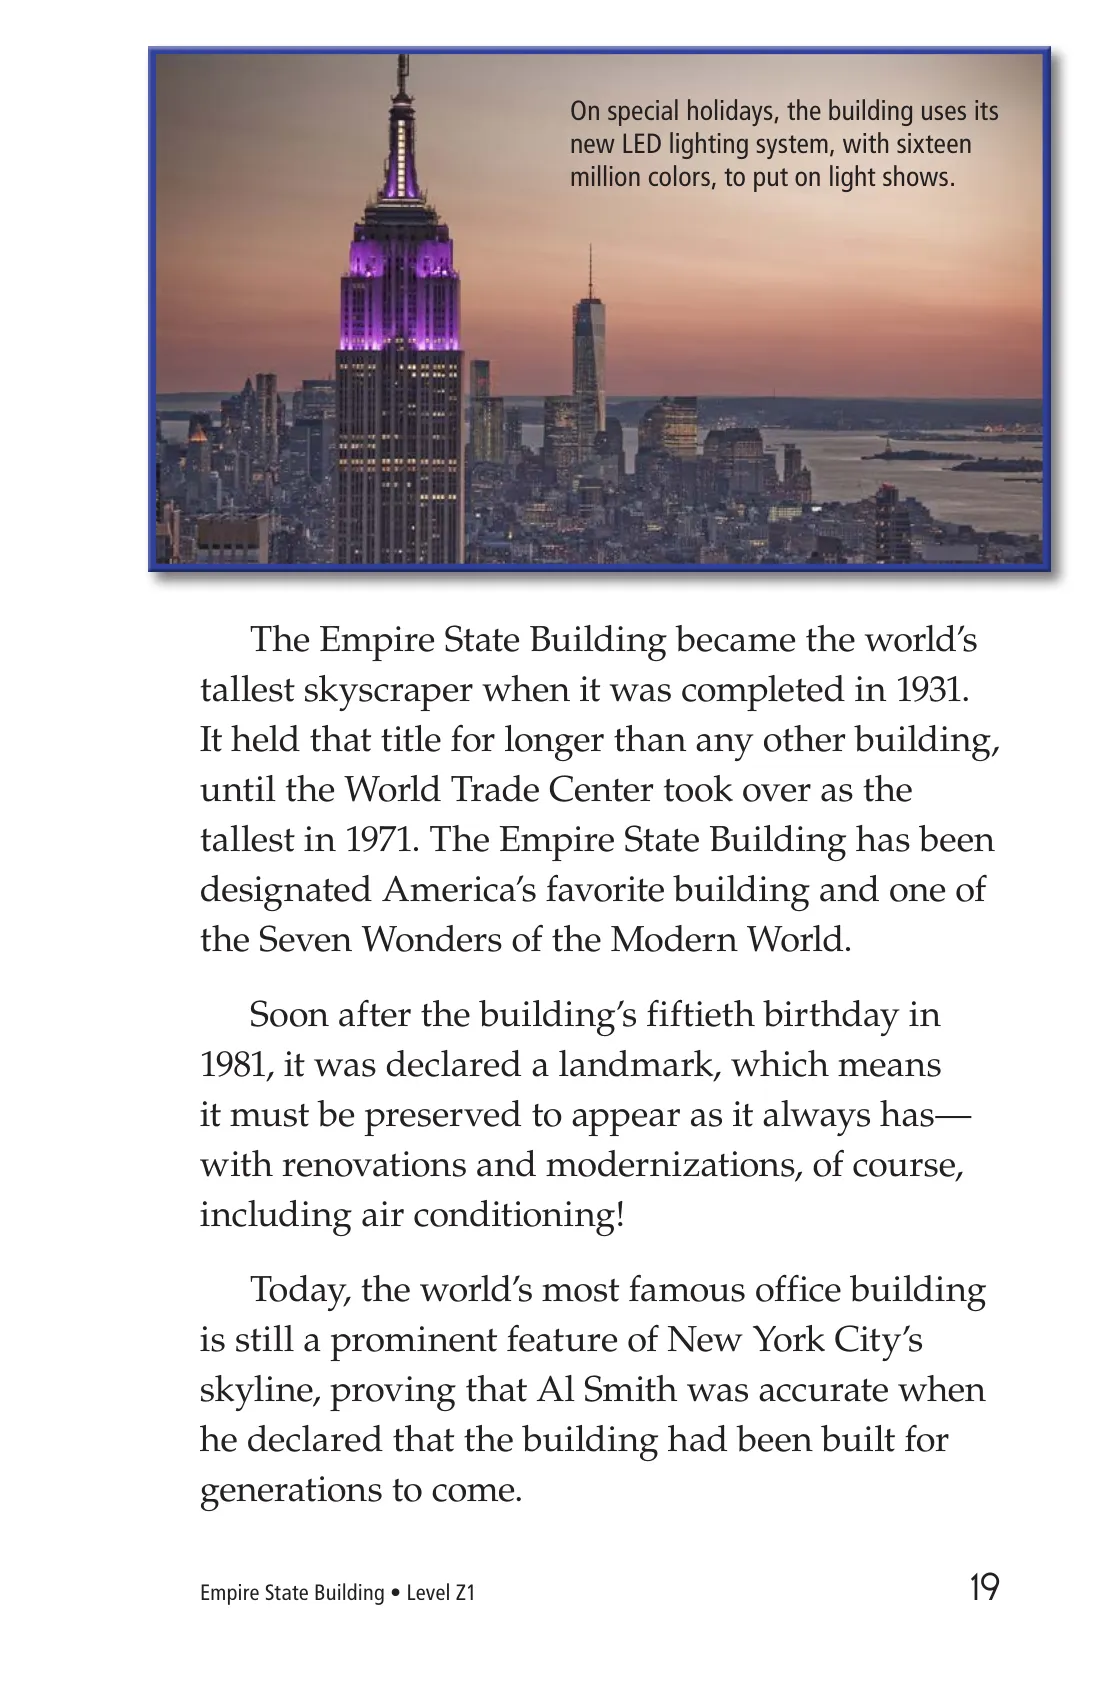 On special holidays, the building uses its
new LED lighting system, with sixteen
million colors, to put on light shows.
The Empire State Building became the world’s
tallest skyscraper when it was completed in 1931.
It held that title for longer than any other building,
until the World Trade Center took over as the
tallest in 1971. The Empire State Building has been
designated America’s favorite building and one of
the Seven Wonders of the Modern World.
Soon after the building’s fiftieth birthday in
1981, it was declared a landmark, which means
it must be preserved to appear as it always has—
with renovations and modernizations, of course,
including air conditioning!
Today, the world’s most famous office building
is still a prominent feature of New York City’s
skyline, proving that Al Smith was accurate when
he declared that the building had been built for
generations to come.
Empire State Building • Level Z1
19